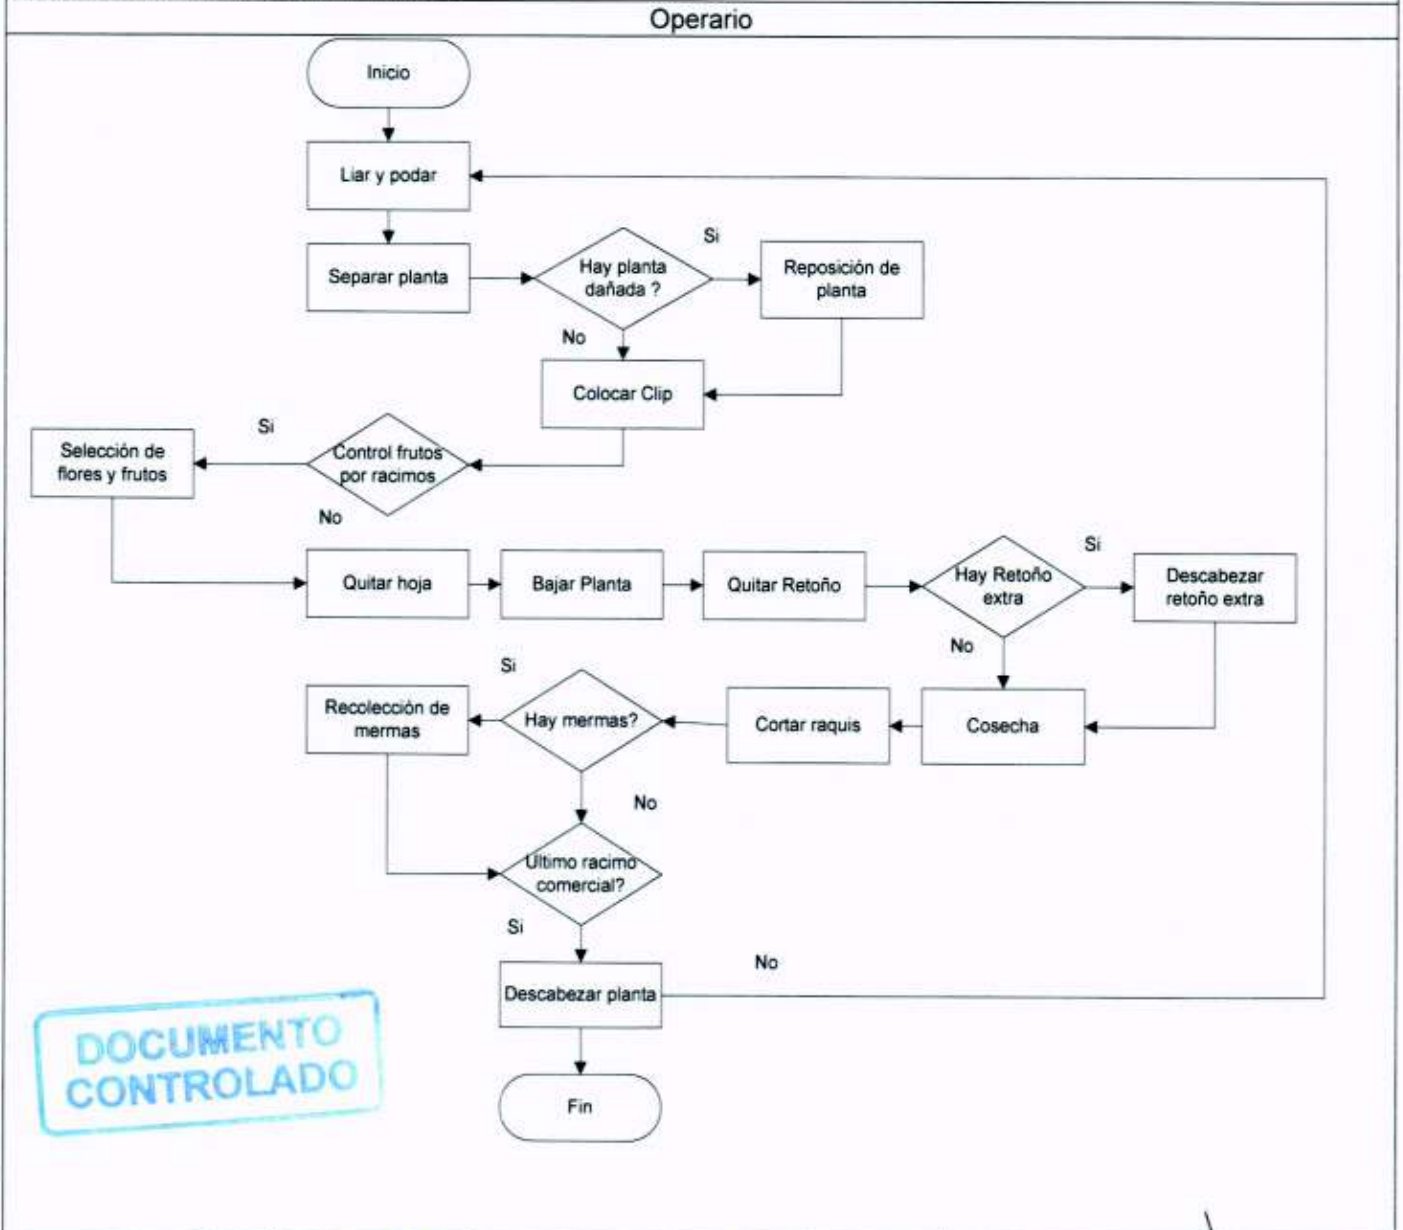 Operario
Inicio
Liar y podar
Separar planta
Hay planta
dañada ?
Si
Reposición de
planta
No
Colocar Clip
Control frutos
por racimos
Si
Selección de
flores y frutos
No
Quitar hoja
Bajar Planta
Quitar Retoño
Hay Retoño
extra
Si
Descabezar
retoño extra
No
Cosecha
Cortar raquis
Hay mermas?
Si
Recolección de
mermas
No
Ultimo racimo
comercial?
Si
Descabezar planta
No
Fin
DOCUMENTO
CONTROLADO